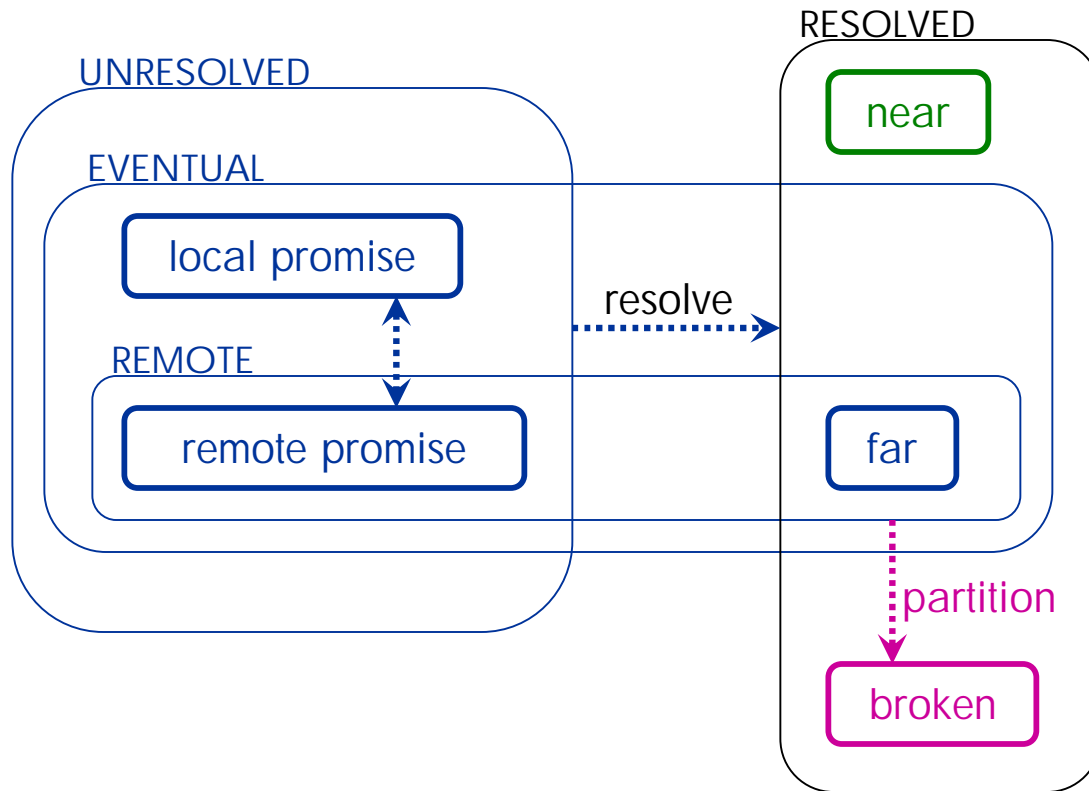 RESOLVED
UNRESOLVED
near
EVENTUAL
local promise
resolve
REMOTE
remote promise
far
partition
broken